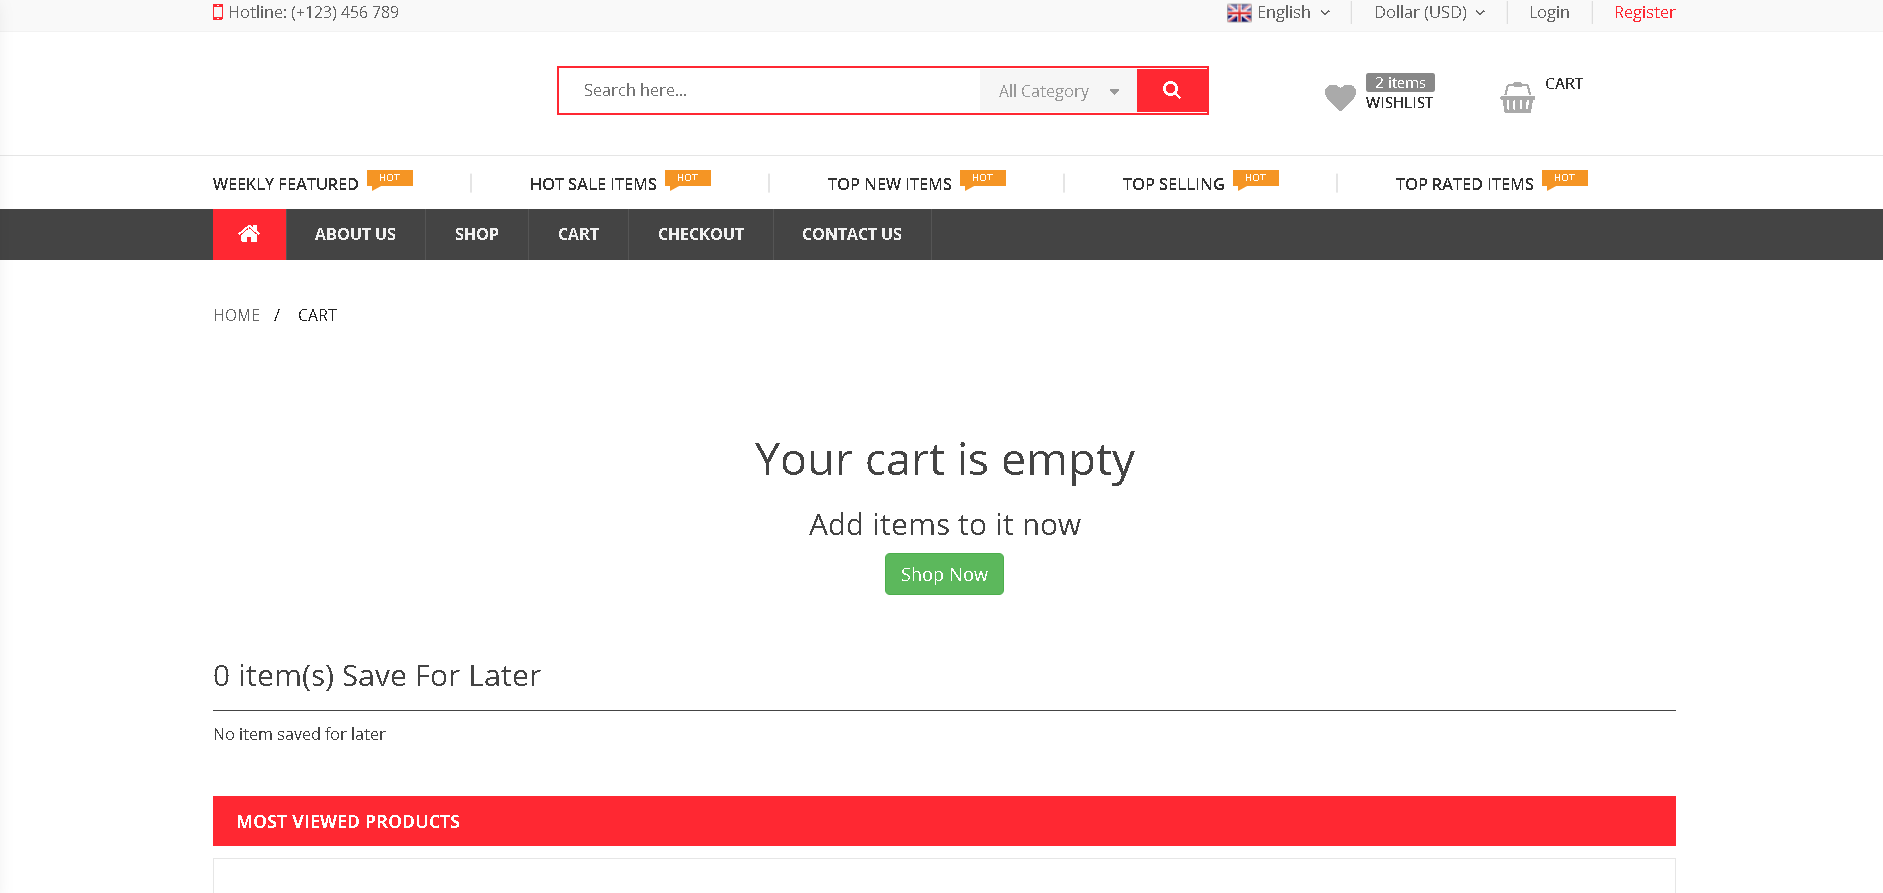 Hotline: (+123) 456 789
English
Dollar (USD)
Login
Register
Search here...
All Category
2 items
WISHLIST
CART
WEEKLY FEATURED HOT
HOT SALE ITEMS HOT
TOP NEW ITEMS HOT
TOP SELLING HOT
TOP RATED ITEMS HOT
ABOUT US
SHOP
CART
CHECKOUT
CONTACT US
HOME / CART
Your cart is empty
Add items to it now
Shop Now
0 item(s) Save For Later
No item saved for later
MOST VIEWED PRODUCTS